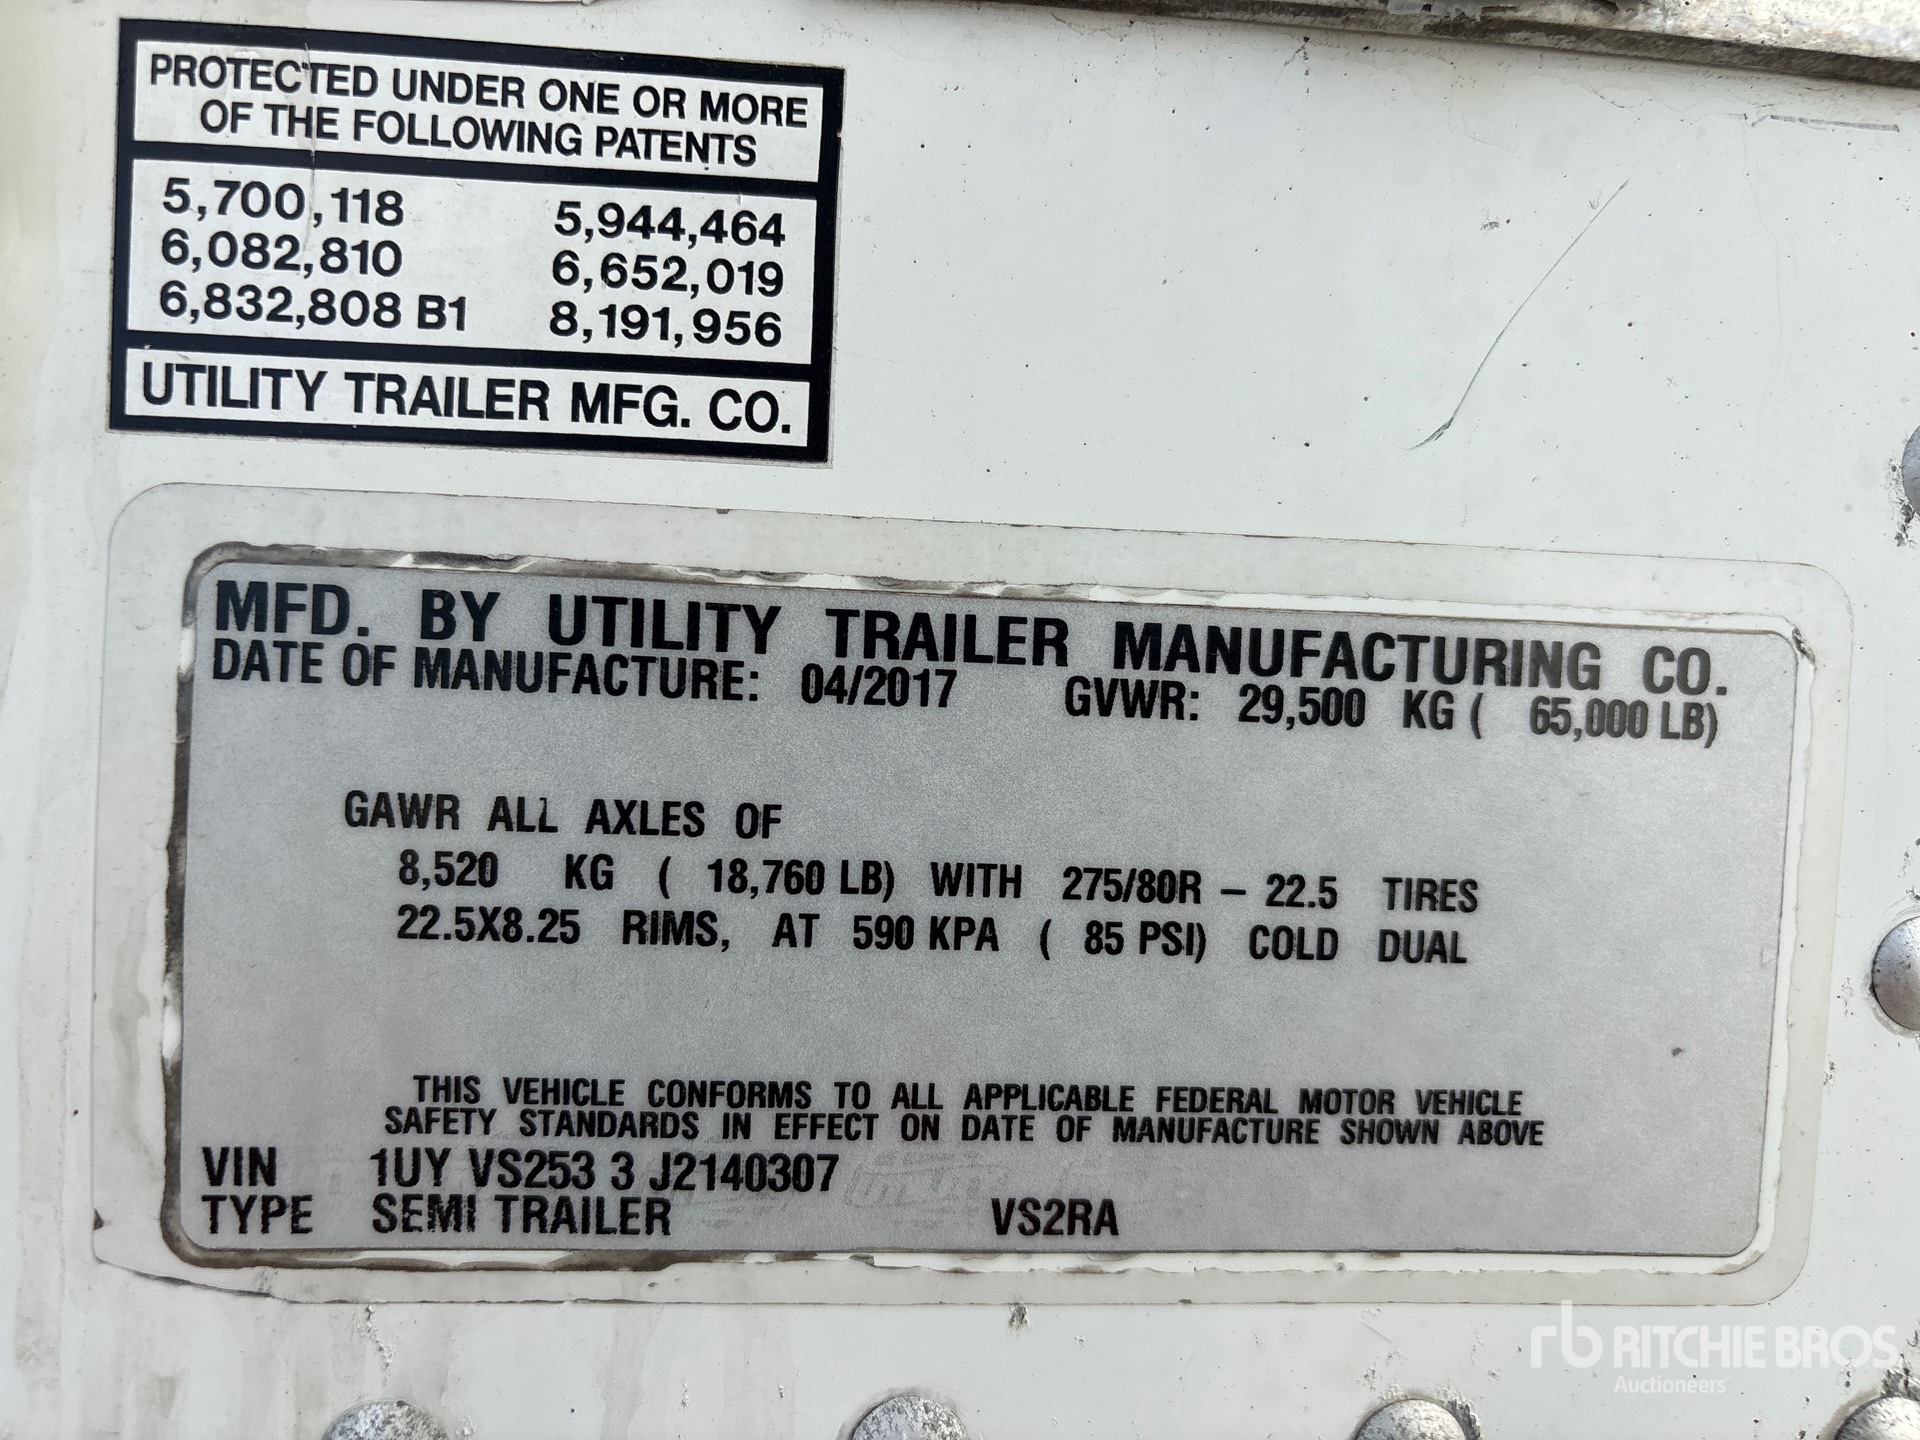 PROTECTED UNDER ONE OR MORE
OF THE FOLLOWING PATENTS
5,700,118 5,944,464
6,082,810 6,652,019
6,832,808 B1 8,191,956
UTILITY TRAILER MFG. CO.
MFD. BY UTILITY TRAILER MANUFACTURING CO.
DATE OF MANUFACTURE: 04/2017 GVWR: 29,500 KG ( 65,000 LB)
GAWR ALL AXLES OF
8,520 KG ( 18,760 LB) WITH 275/80R – 22.5 TIRES
22.5X8.25 RIMS, AT 590 KPA ( 85 PSI) COLD DUAL
THIS VEHICLE CONFORMS TO ALL APPLICABLE FEDERAL MOTOR VEHICLE
SAFETY STANDARDS IN EFFECT ON DATE OF MANUFACTURE SHOWN ABOVE
VIN 1UY VS253 3 J2140307
TYPE SEMI TRAILER VS2RA
rb RITCHIE BROS
Auctioneers